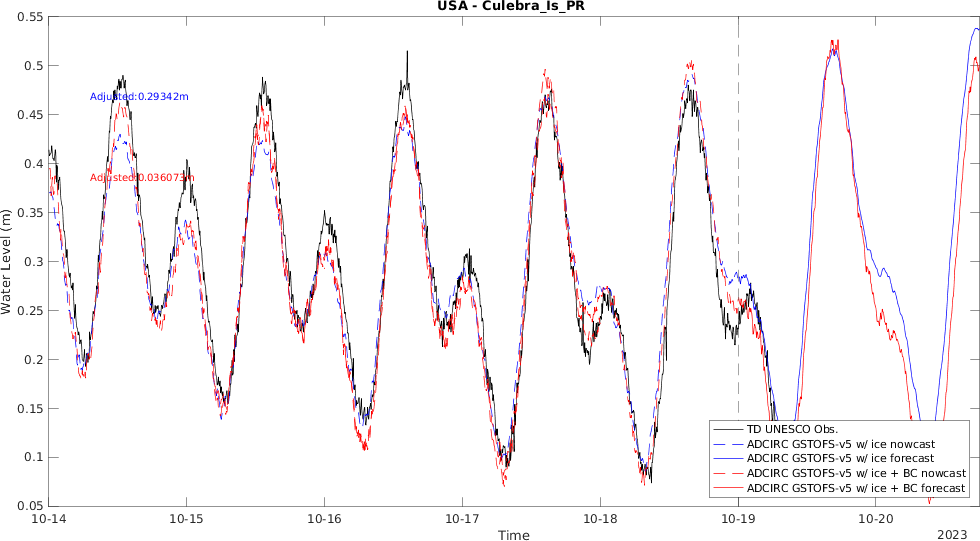 USA - Culebra_Is_PR
0.55
0.5
0.45
0.4
0.35
0.3
0.25
0.2
0.15
0.1
0.05
Water Level (m)
Adjusted:0.29342m
Adjusted:0.036073m
TD UNESCO Obs.
ADCIRC GSTOFS-v5 w/ ice nowcast
ADCIRC GSTOFS-v5 w/ ice forecast
ADCIRC GSTOFS-v5 w/ ice + BC nowcast
ADCIRC GSTOFS-v5 w/ ice + BC forecast
10-14 10-15 10-16 10-17 10-18 10-19 10-20
Time
2023